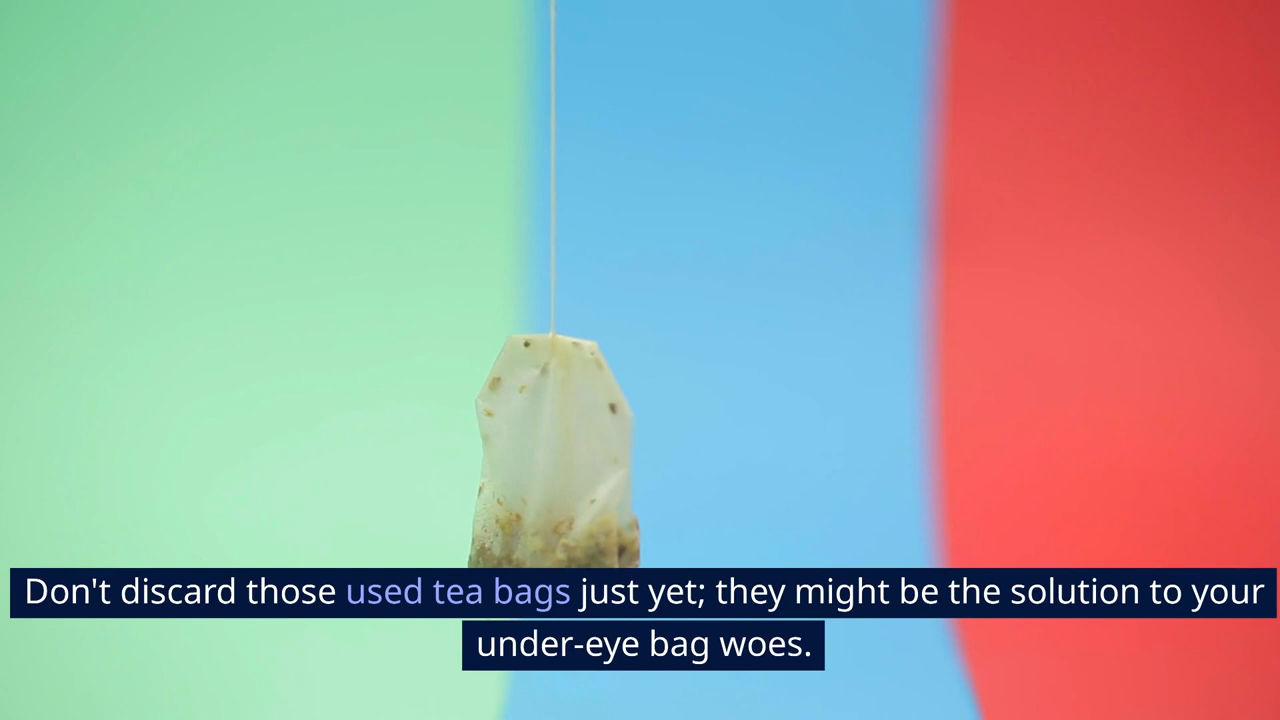 Don't discard those used tea bags just yet; they might be the solution to your
under-eye bag woes.